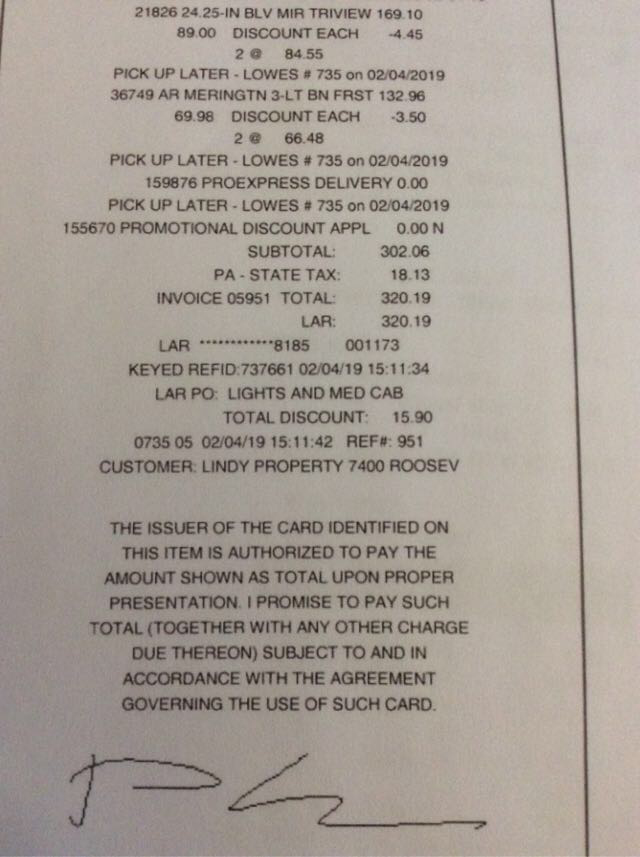 21826 24.25-IN BLV MIR TRIVIEW 169.10
89.00 DISCOUNT EACH -4.45
2 @ 84.55
PICK UP LATER - LOWES # 735 on 02/04/2019
36749 AR MERINGTN 3-LT BN FRST 132.96
69.98 DISCOUNT EACH -3.50
2 @ 66.48
PICK UP LATER - LOWES # 735 on 02/04/2019
159876 PROEXPRESS DELIVERY 0.00
PICK UP LATER - LOWES # 735 on 02/04/2019
155670 PROMOTIONAL DISCOUNT APPL 0.00 N
SUBTOTAL: 302.06
PA - STATE TAX: 18.13
INVOICE 05951 TOTAL: 320.19
LAR: 320.19
LAR ************8185 001173
KEYED REFID:737661 02/04/19 15:11:34
LAR PO: LIGHTS AND MED CAB
TOTAL DISCOUNT: 15.90
0735 05 02/04/19 15:11:42 REF#: 951
CUSTOMER: LINDY PROPERTY 7400 ROOSEV
THE ISSUER OF THE CARD IDENTIFIED ON
THIS ITEM IS AUTHORIZED TO PAY THE
AMOUNT SHOWN AS TOTAL UPON PROPER
PRESENTATION. I PROMISE TO PAY SUCH
TOTAL (TOGETHER WITH ANY OTHER CHARGE
DUE THEREON) SUBJECT TO AND IN
ACCORDANCE WITH THE AGREEMENT
GOVERNING THE USE OF SUCH CARD.